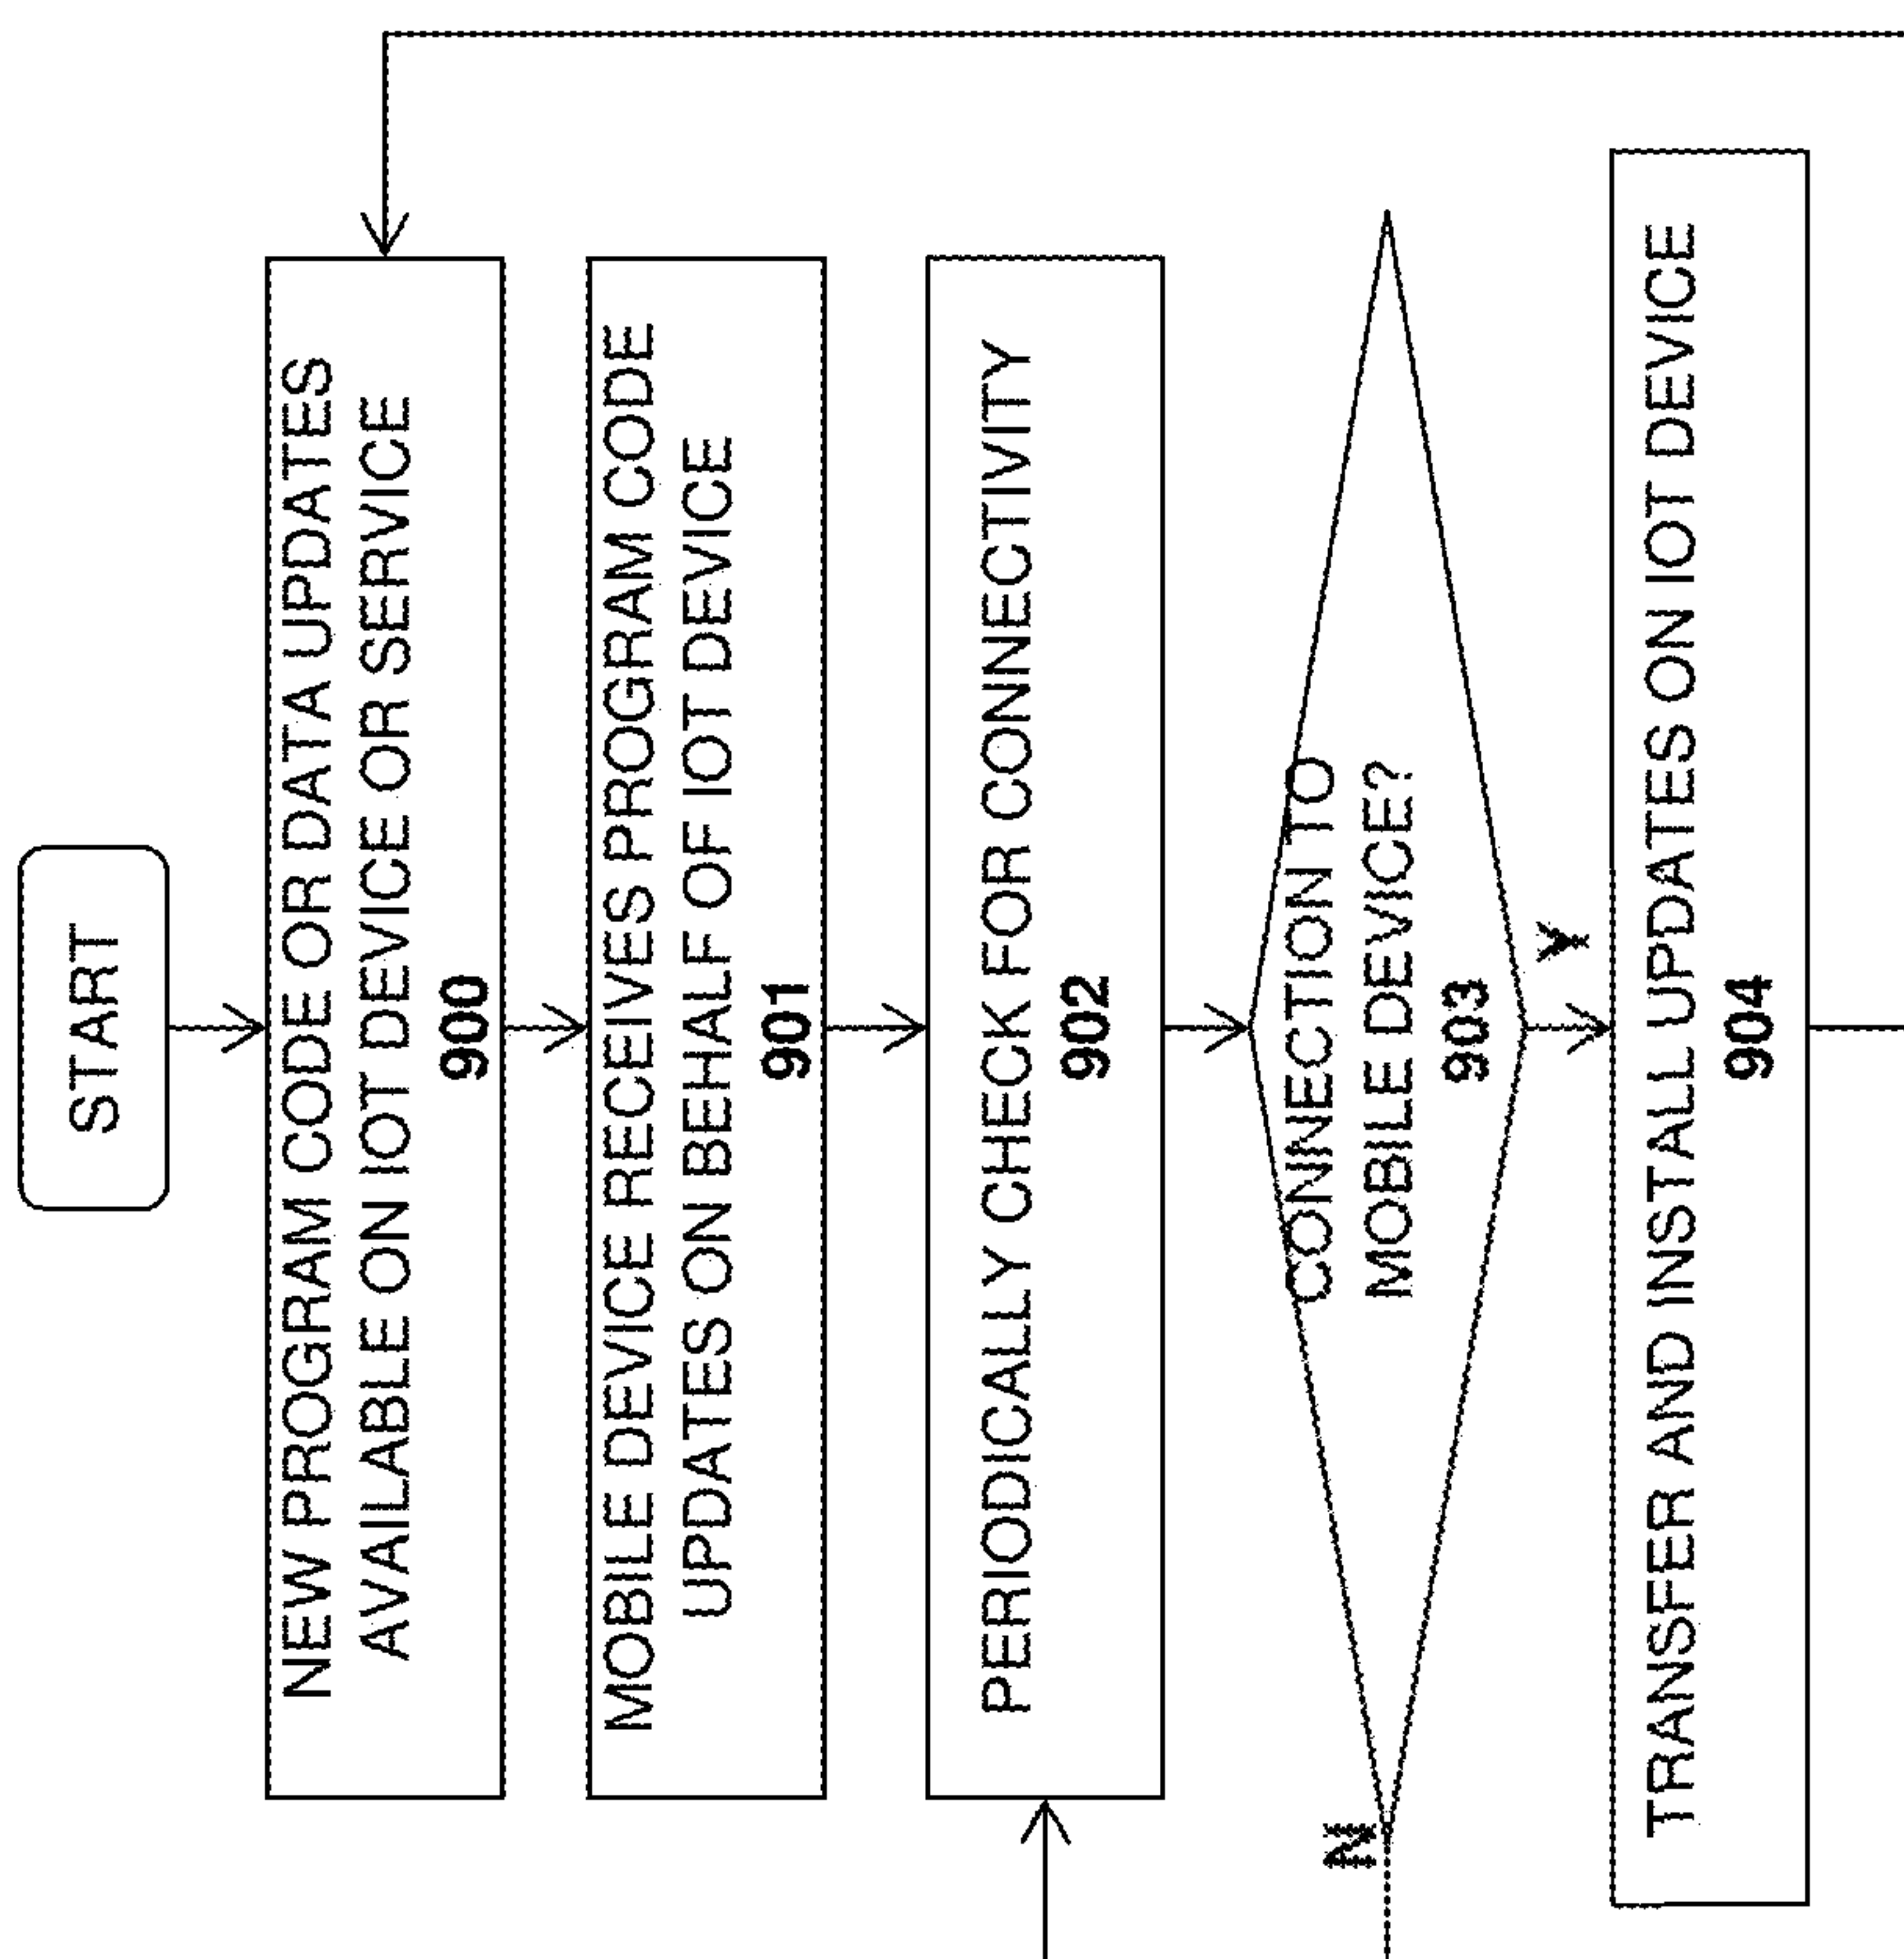 START
NEW PROGRAM CODE OR DATA UPDATES
AVAILABLE ON IOT DEVICE OR SERVICE
900
MOBILE DEVICE RECEIVES PROGRAM CODE
UPDATES ON BEHALF OF IOT DEVICE
901
PERIODICALLY CHECK FOR CONNECTIVITY
902
CONNECTION TO
MOBILE DEVICE?
903
N
Y
TRANSFER AND INSTALL UPDATES ON IOT DEVICE
904